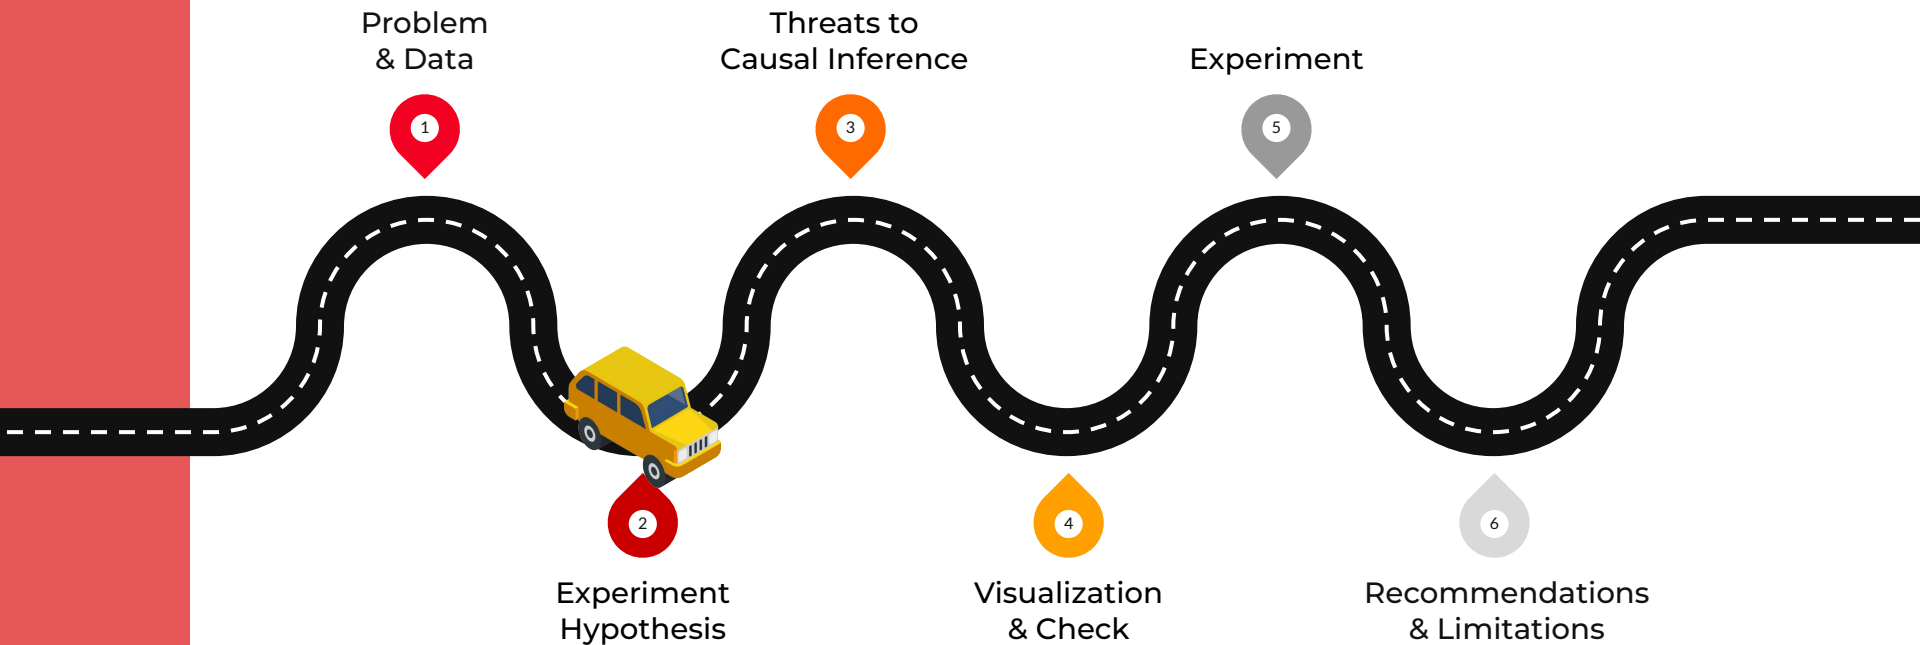 Problem
& Data
1
Threats to
Causal Inference
3
Experiment
5
2
Experiment
Hypothesis
4
Visualization
& Check
6
Recommendations
& Limitations